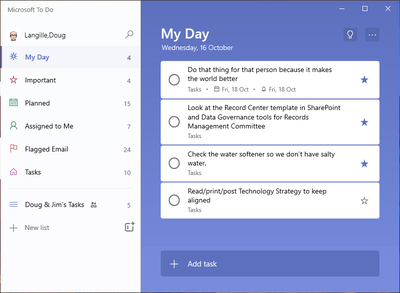 Microsoft To Do
Langille,Doug
My Day
4
Important
4
Planned
15
Assigned to Me
7
Flagged Email
24
Tasks
10
Doug & Jim's Tasks
5
New list
My Day
Wednesday, 16 October
Do that thing for that person because it makes
the world better
Tasks • Fri, 18 Oct • Fri, 18 Oct
Look at the Record Center template in SharePoint
and Data Governance tools for Records
Management Committee
Tasks
Check the water softener so we don't have salty
water.
Tasks
Read/print/post Technology Strategy to keep
aligned
Tasks
Add task